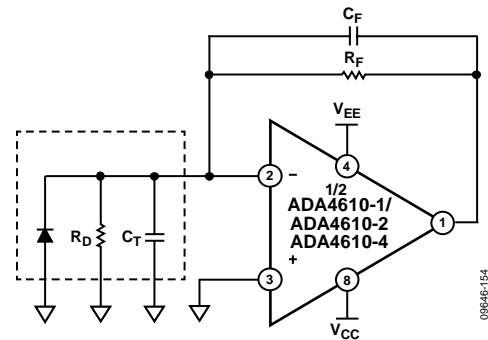 CF
RF
VEE
4
2
−
1/2
ADA4610-1/
ADA4610-2
ADA4610-4
1
RD
CT
+
3
8
VCC
09646-154